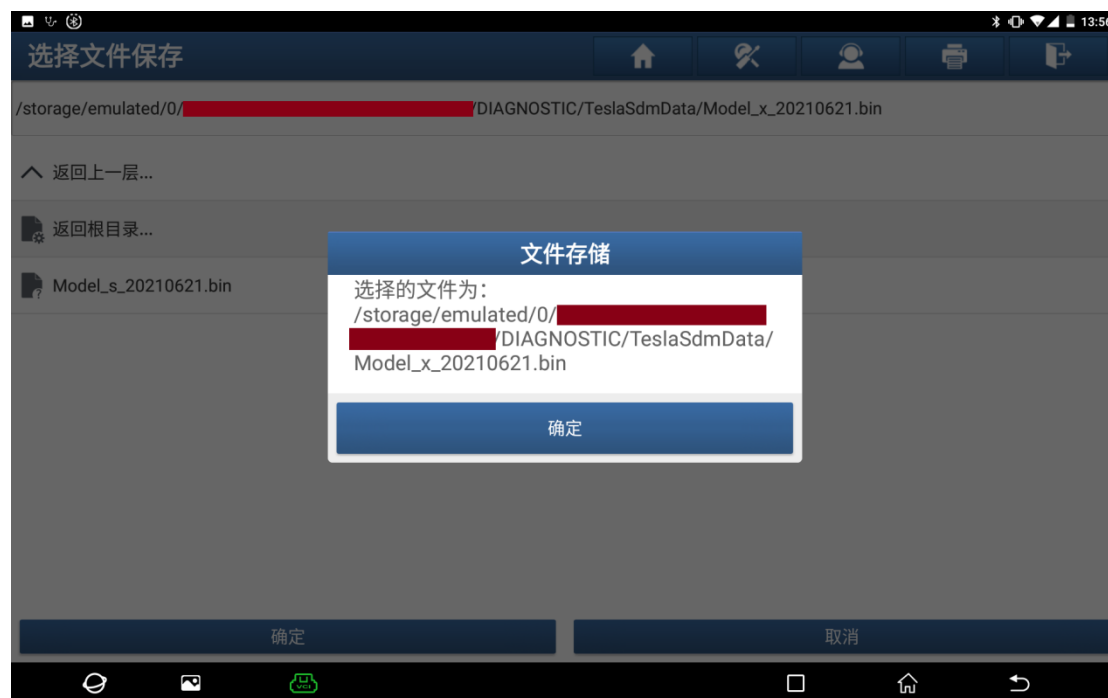 13:56
选择文件保存
/storage/emulated/0/ /DIAGNOSTIC/TeslaSdmData/Model_x_20210621.bin
返回上一层...
返回根目录...
Model_s_20210621.bin
文件存储
选择的文件为：
/storage/emulated/0/
/DIAGNOSTIC/TeslaSdmData/
Model_x_20210621.bin
确定
确定
取消
VCI